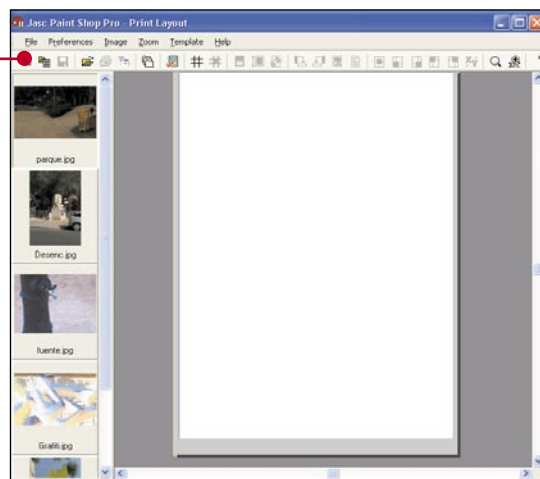 Jasc Paint Shop Pro - Print Layout
File Preferences Image Zoom Template Help
parque.jpg
Desenc.jpg
fuente.jpg
Grafiti.jpg